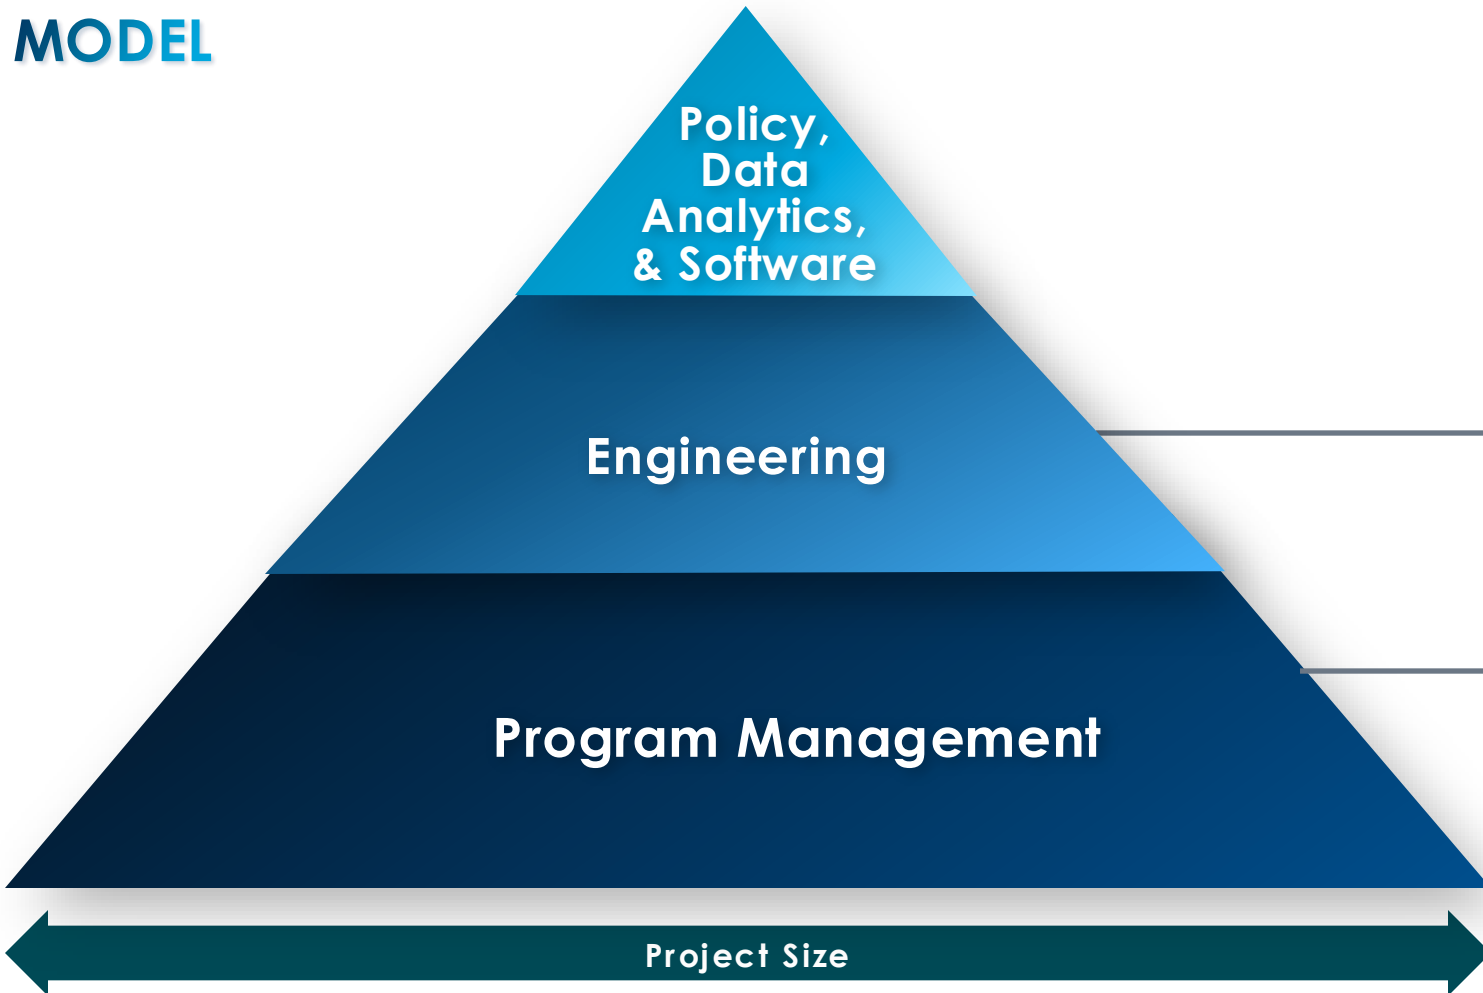 MODEL
Policy,
Data
Analytics,
& Software
Engineering
Program Management
Project Size